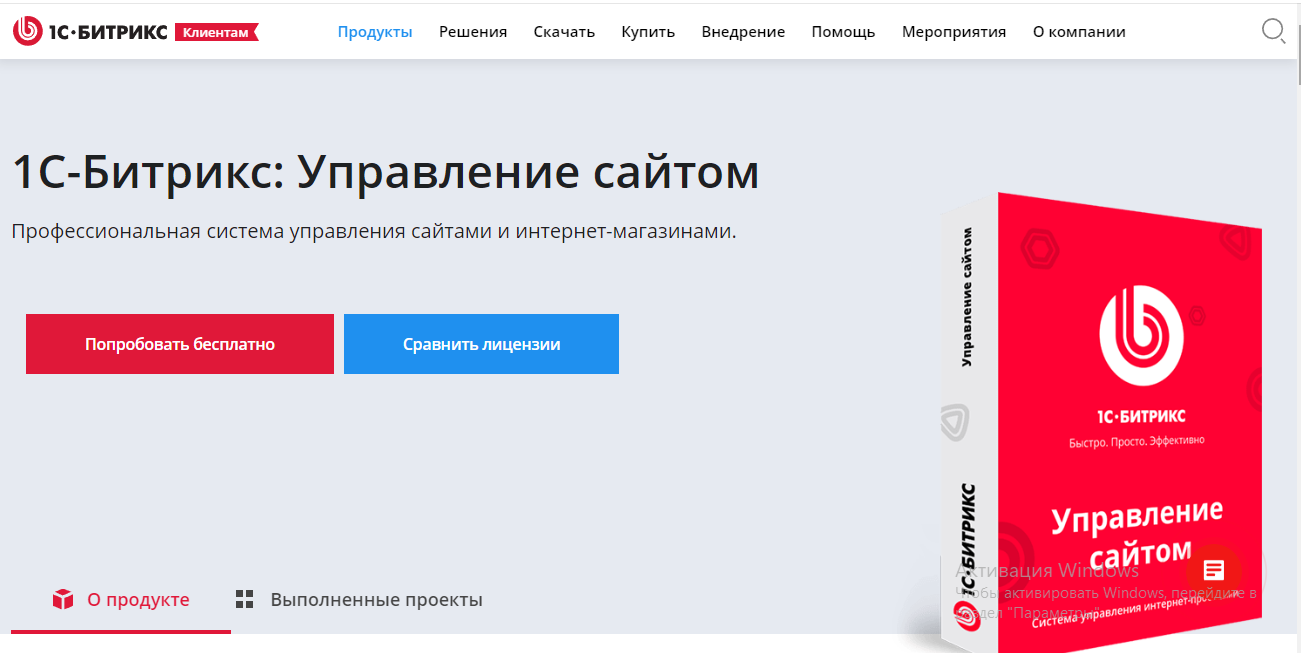 1С·БИТРИКС Клиентам
Продукты Решения Скачать Купить Внедрение Помощь Мероприятия О компании
1С-Битрикс: Управление сайтом
Профессиональная система управления сайтами и интернет-магазинами.
Попробовать бесплатно
Сравнить лицензии
Управление сайтом
1С·БИТРИКС
1С·БИТРИКС
Быстро. Просто. Эффективно
Управление
сайтом
Система управления интернет-
Активация Windows
Чтобы активировать Windows, перейдите в
раздел "Параметры".
О продукте
Выполненные проекты